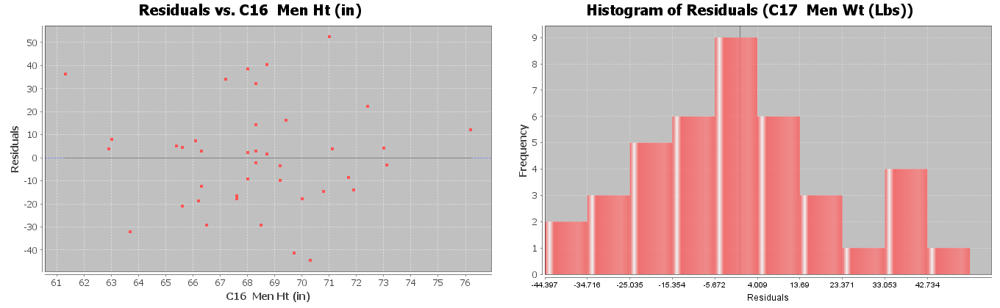 Residuals vs. C16  Men Ht (in)
50
40
30
20
10
0
-10
-20
-30
-40
Residuals
61 62 63 64 65 66 67 68 69 70 71 72 73 74 75 76
C16  Men Ht (in)
Histogram of Residuals (C17  Men Wt (Lbs))
9
8
7
6
5
4
3
2
1
0
Frequency
-44.397 -34.716 -25.035 -15.354 -5.672 4.009 13.69 23.371 33.053 42.734
Residuals